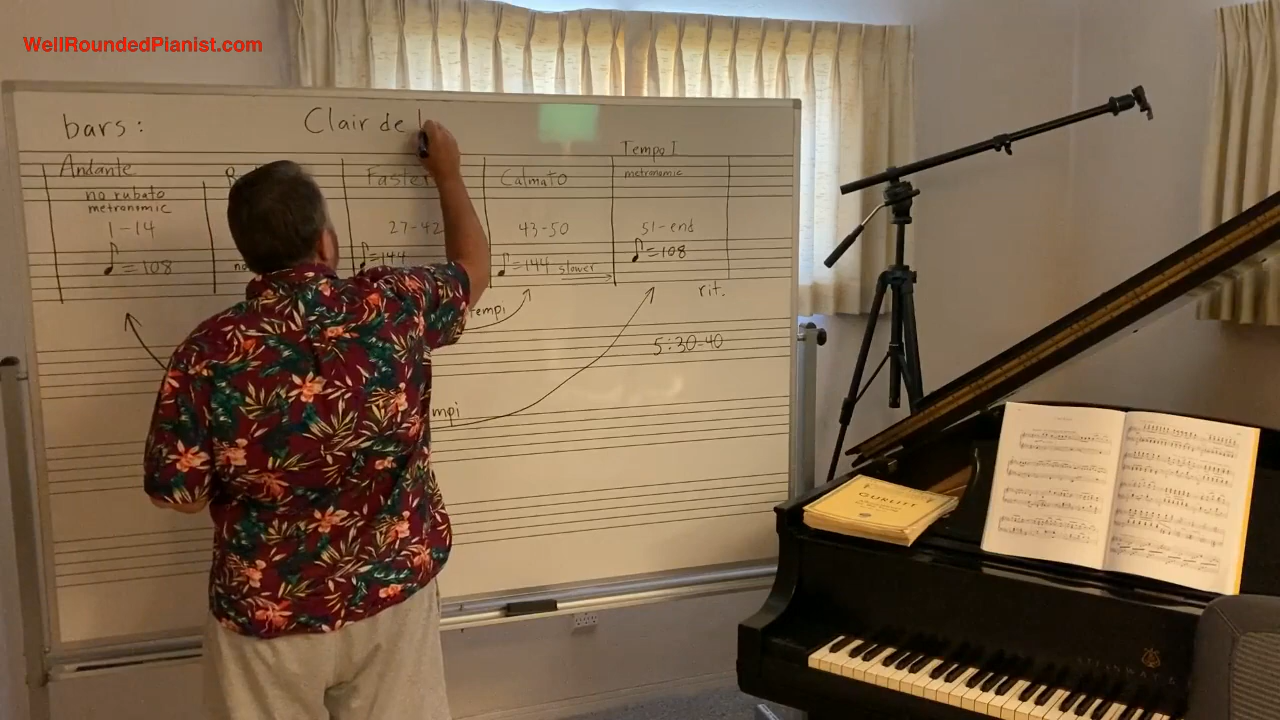 WellRoundedPianist.com
bars: Clair de
Tempo I
Andante Faster Calmato metronomic
no rubato
metronomic
1-14 27-42 43-50 51-end
♪=108 ♪=144 ♪=144 slower ♪=108
tempi rit.
5:30-40
mpi
GURLITT